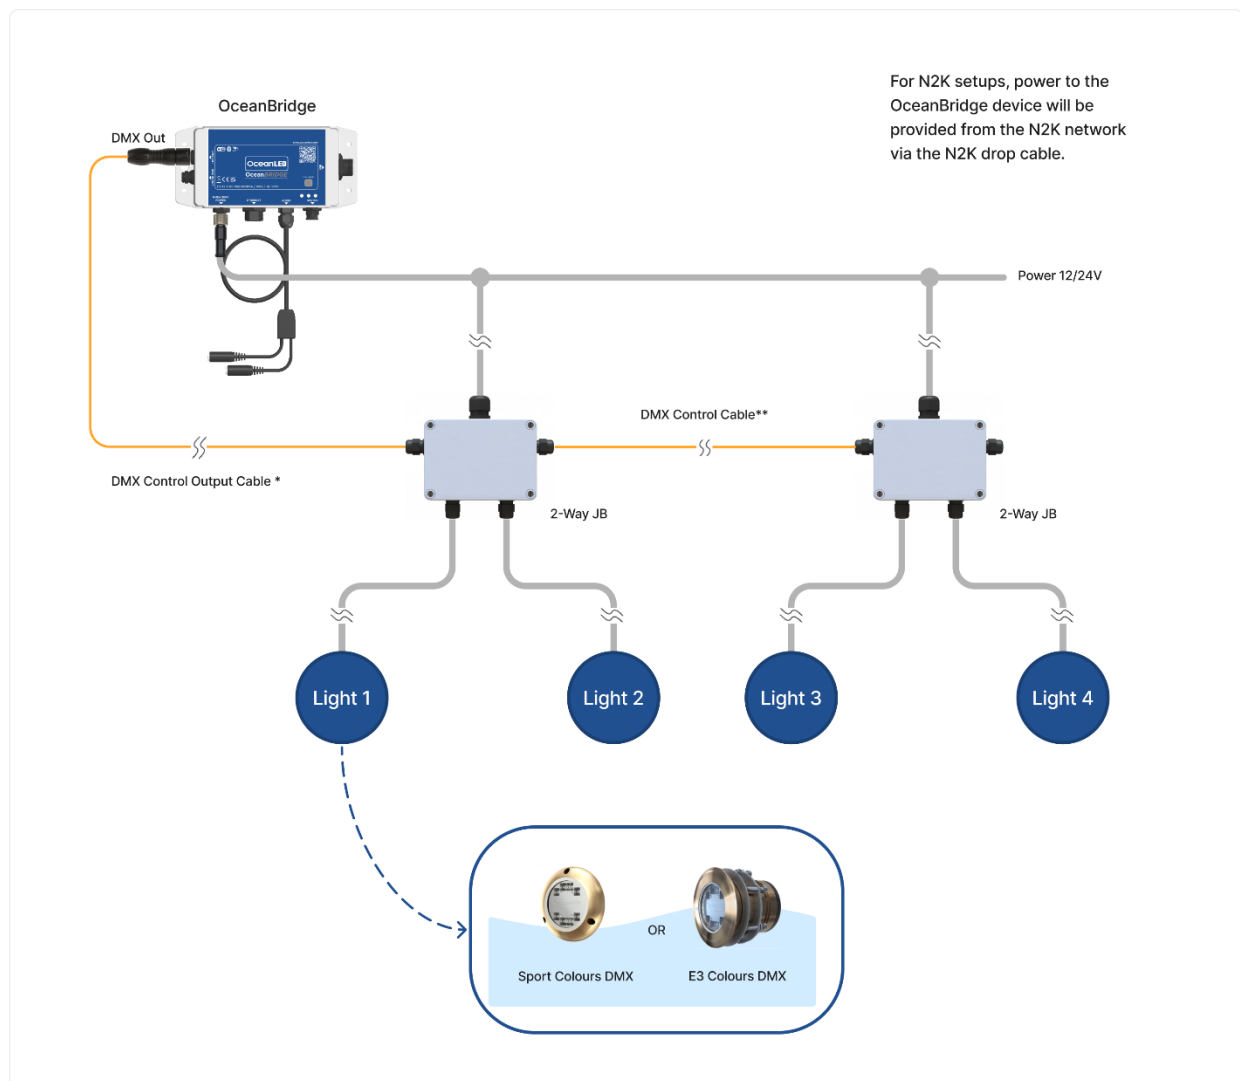 For N2K setups, power to the
OceanBridge device will be
provided from the N2K network
via the N2K drop cable.
OceanBridge
DMX Out
OceanLED
OceanBRIDGE
Power 12/24V
DMX Control Cable**
DMX Control Output Cable *
2-Way JB
2-Way JB
Light 1
Light 2
Light 3
Light 4
OR
Sport Colours DMX
E3 Colours DMX